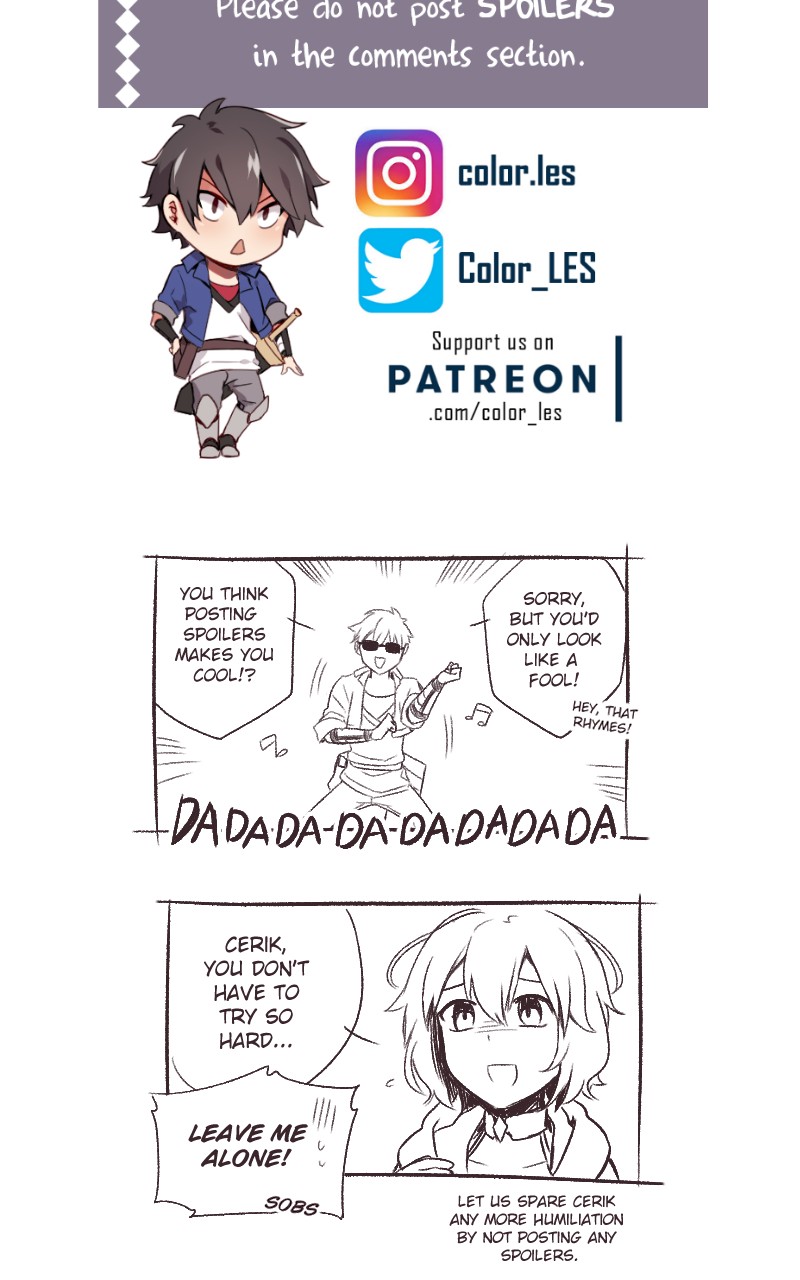 Please do not post SPOILERS
in the comments section.
color.les
Color_LES
Support us on
PATREON
.com/color_les
YOU THINK
POSTING
SPOILERS
MAKES YOU
COOL!?
SORRY,
BUT YOU'D
ONLY LOOK
LIKE A
FOOL!
HEY, THAT
RHYMES!
DADADA-DA-DADADADA
CERIK,
YOU DON'T
HAVE TO
TRY SO
HARD...
LEAVE ME
ALONE!
SOBS
LET US SPARE CERIK
ANY MORE HUMILIATION
BY NOT POSTING ANY
SPOILERS.